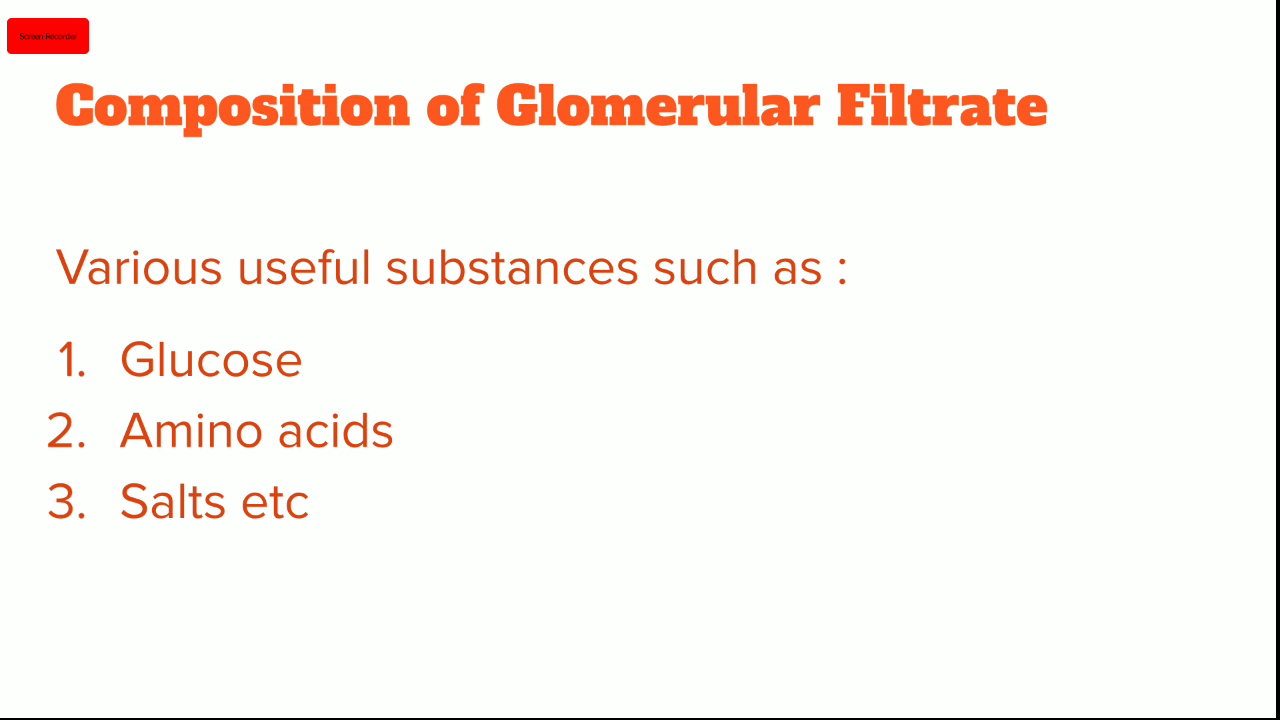 Screen Recorder
Composition of Glomerular Filtrate
Various useful substances such as :
1. Glucose
2. Amino acids
3. Salts etc